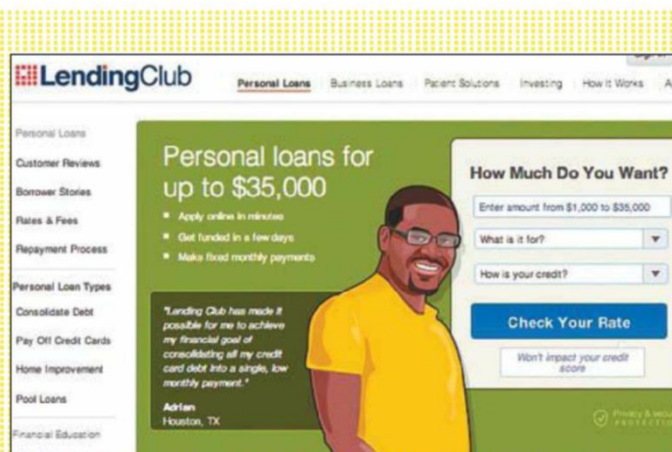 LendingClub
Personal Loans Business Loans Patient Solutions Investing How It Works
Personal Loans
Customer Reviews
Borrower Stories
Rates & Fees
Repayment Process
Personal Loan Types
Consolidate Debt
Pay Off Credit Cards
Home Improvement
Pool Loans
Financial Education
Personal loans for
up to $35,000
Apply online in minutes
Get funded in a few days
Make fixed monthly payments
"Lending Club has made it
possible for me to achieve
my financial goal of
consolidating all my credit
card debt into a single, low
monthly payment."
Adrian
Houston, TX
How Much Do You Want?
Enter amount from $1,000 to $35,000
What is it for?
How is your credit?
Check Your Rate
Won't impact your credit
score
Privacy &